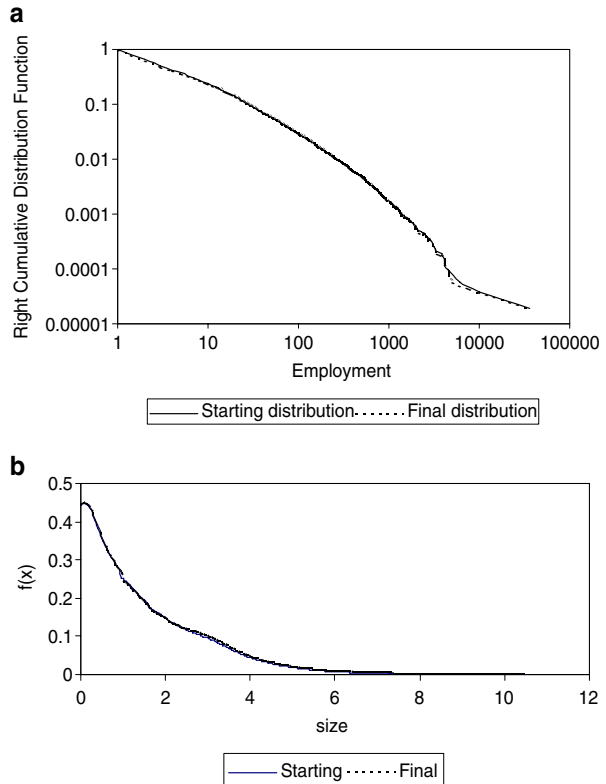 a
Right Cumulative Distribution Function
1
0.1
0.01
0.001
0.0001
0.00001
1 10 100 1000 10000 100000
Employment
Starting distribution Final distribution
b
f(x)
0.5
0.4
0.3
0.2
0.1
0
0 2 4 6 8 10 12
size
Starting Final